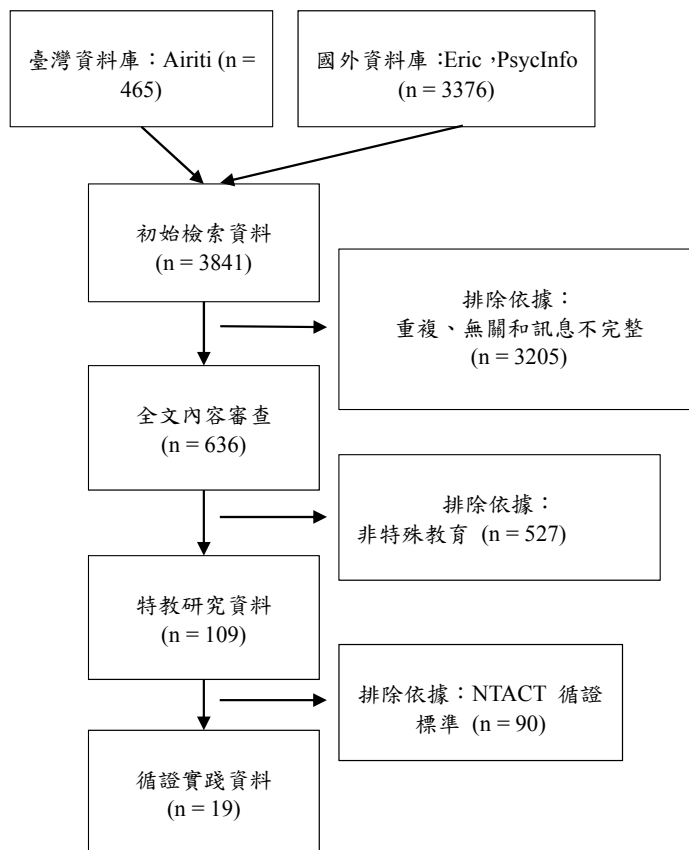 臺灣資料庫：Airiti (n =
465)
國外資料庫：Eric，PsycInfo
(n = 3376)
初始檢索資料
(n = 3841)
排除依據：
重複、無關和訊息不完整
(n = 3205)
全文內容審查
(n = 636)
排除依據：
非特殊教育 (n = 527)
特教研究資料
(n = 109)
排除依據：NTACT 循證
標準 (n = 90)
循證實踐資料
(n = 19)